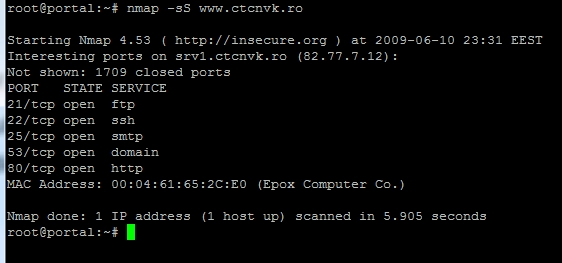 root@portal:~# nmap -sS www.ctcnvk.ro
Starting Nmap 4.53 ( http://insecure.org ) at 2009-06-10 23:31 EEST
Interesting ports on srv1.ctcnvk.ro (82.77.7.12):
Not shown: 1709 closed ports
PORT   STATE SERVICE
21/tcp open  ftp
22/tcp open  ssh
25/tcp open  smtp
53/tcp open  domain
80/tcp open  http
MAC Address: 00:04:61:65:2C:E0 (Epox Computer Co.)
Nmap done: 1 IP address (1 host up) scanned in 5.905 seconds
root@portal:~#